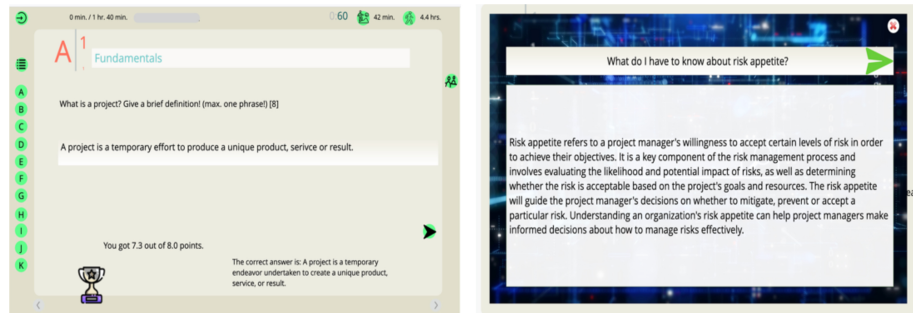 0 min. / 1 hr. 40 min.
0:60
42 min.
4.4 hrs.
A
1
Fundamentals
A
B
C
D
E
F
G
H
I
J
K
What is a project? Give a brief definition! (max. one phrase!) [8]
A project is a temporary effort to produce a unique product, serivce or result.
You got 7.3 out of 8.0 points.
The correct answer is: A project is a temporary
endeavor undertaken to create a unique product,
service, or result.
What do I have to know about risk appetite?
Risk appetite refers to a project manager's willingness to accept certain levels of risk in order
to achieve their objectives. It is a key component of the risk management process and
involves evaluating the likelihood and potential impact of risks, as well as determining
whether the risk is acceptable based on the project's goals and resources. The risk appetite
will guide the project manager's decisions on whether to mitigate, prevent or accept a
particular risk. Understanding an organization's risk appetite can help project managers make
informed decisions about how to manage risks effectively.